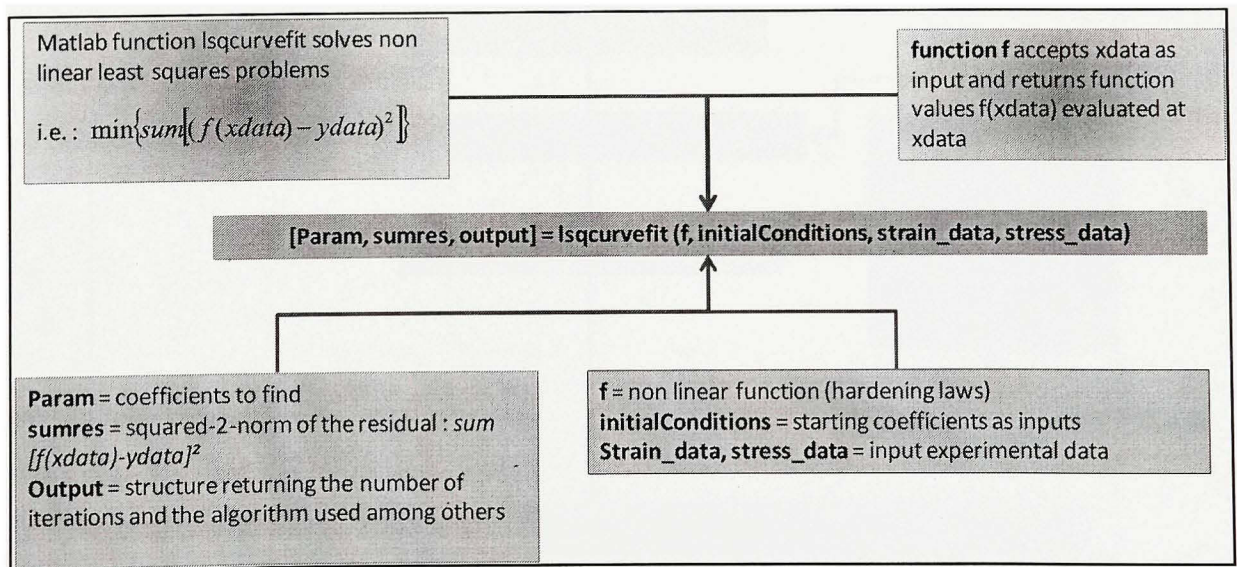 Matlab function lsqcurvefit solves non
linear least squares problems
i.e.: min{sum[(f(xdata)-ydata)²]}
function f accepts xdata as
input and returns function
values f(xdata) evaluated at
xdata
[Param, sumres, output] = lsqcurvefit (f, initialConditions, strain_data, stress_data)
Param = coefficients to find
sumres = squared-2-norm of the residual : sum
[f(xdata)-ydata]²
Output = structure returning the number of
iterations and the algorithm used among others
f = non linear function (hardening laws)
initialConditions = starting coefficients as inputs
Strain_data, stress_data = input experimental data